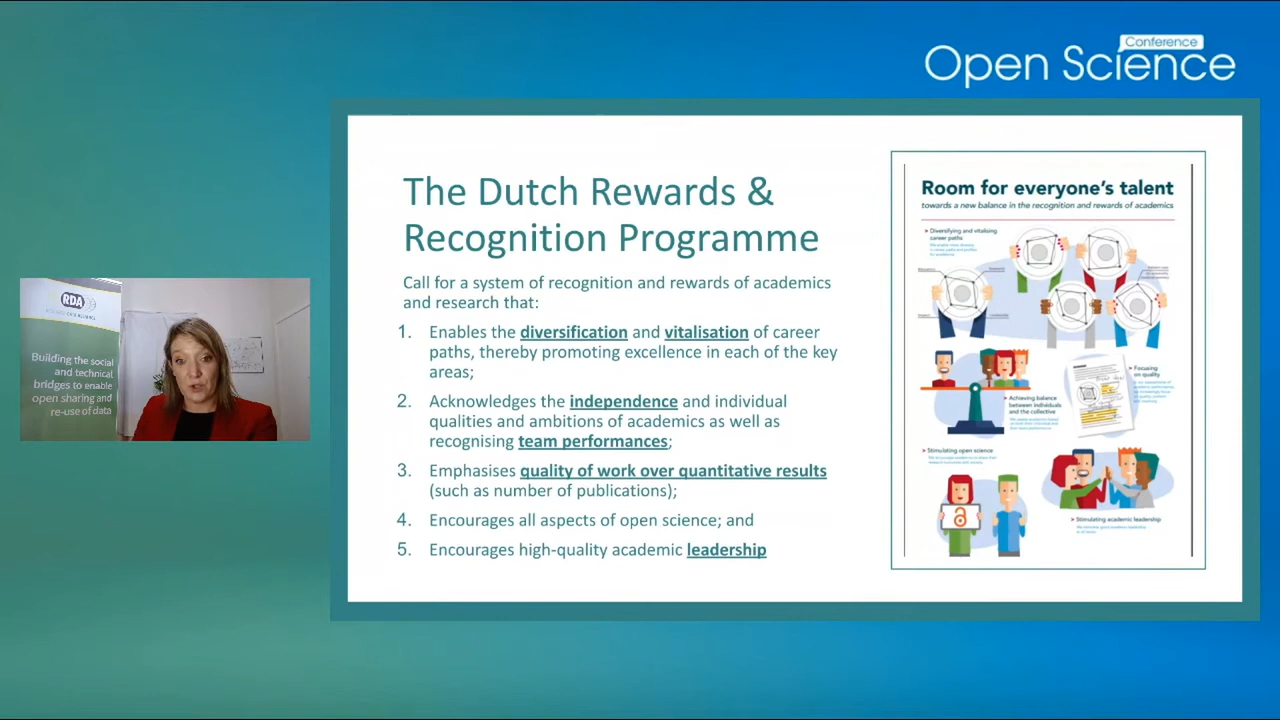 Conference
Open Science
The Dutch Rewards &
Recognition Programme
Call for a system of recognition and rewards of academics
and research that:
1. Enables the diversification and vitalisation of career
paths, thereby promoting excellence in each of the key
areas;
2. Acknowledges the independence and individual
qualities and ambitions of academics as well as
recognising team performances;
3. Emphasises quality of work over quantitative results
(such as number of publications);
4. Encourages all aspects of open science; and
5. Encourages high-quality academic leadership
Room for everyone's talent
towards a new balance in the recognition and rewards of academics
Diversifying and vitalising
career paths
Focusing
on quality
Achieving balance
between individuals
and the collective
Stimulating open science
Stimulating academic leadership
RDA
Building the social
and technical
bridges to enable
open sharing and
re-use of data